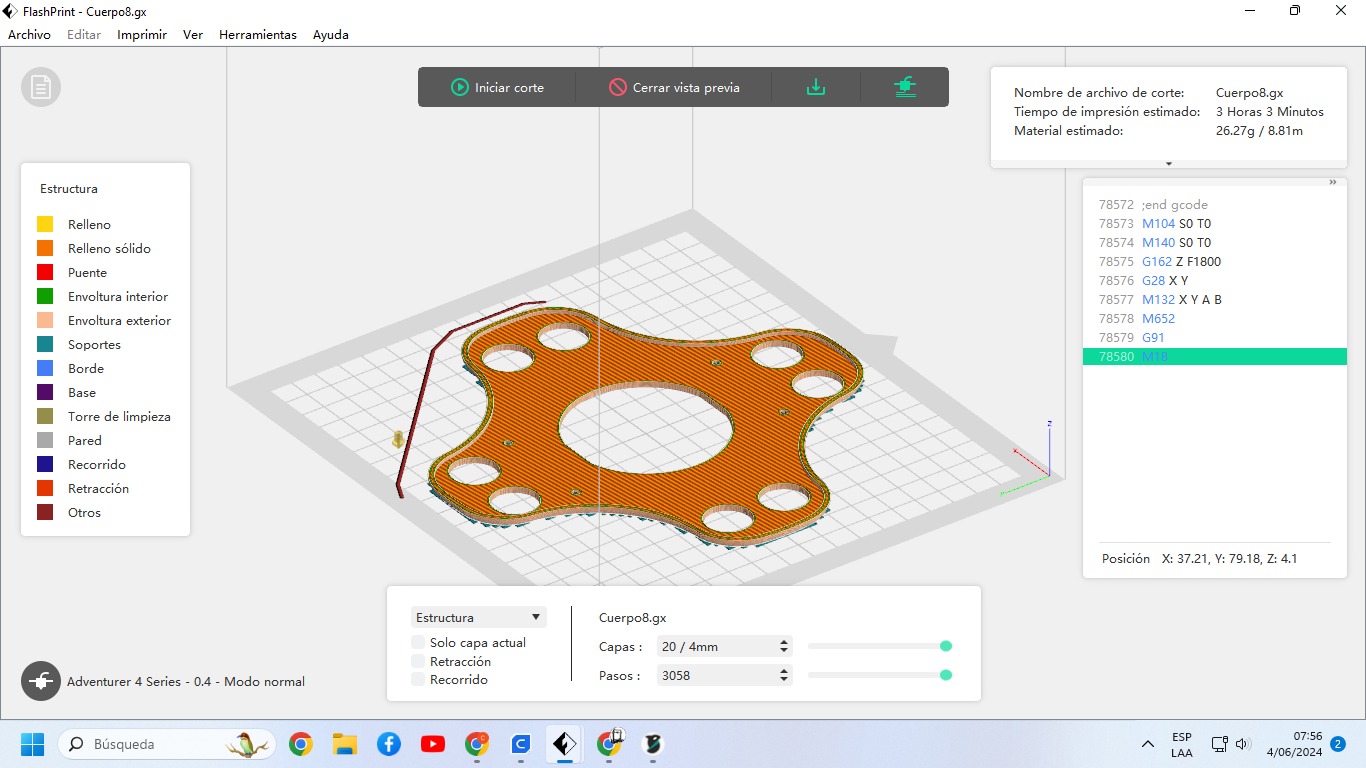 FlashPrint - Cuerpo8.gx
Archivo Editar Imprimir Ver Herramientas Ayuda
Iniciar corte Cerrar vista previa
Nombre de archivo de corte: Cuerpo8.gx
Tiempo de impresión estimado: 3 Horas 3 Minutos
Material estimado: 26.27g / 8.81m
Estructura
Relleno
Relleno sólido
Puente
Envoltura interior
Envoltura exterior
Soportes
Borde
Base
Torre de limpieza
Pared
Recorrido
Retracción
Otros
»
78572 ;end gcode
78573 M104 S0 T0
78574 M140 S0 T0
78575 G162 Z F1800
78576 G28 X Y
78577 M132 X Y A B
78578 M652
78579 G91
78580 M18
Posición X: 37.21, Y: 79.18, Z: 4.1
z
x
y
Estructura
Solo capa actual
Retracción
Recorrido
Cuerpo8.gx
Capas : 20 / 4mm
Pasos : 3058
Adventurer 4 Series - 0.4 - Modo normal
Búsqueda
ESP
LAA
07:56
4/06/2024
2